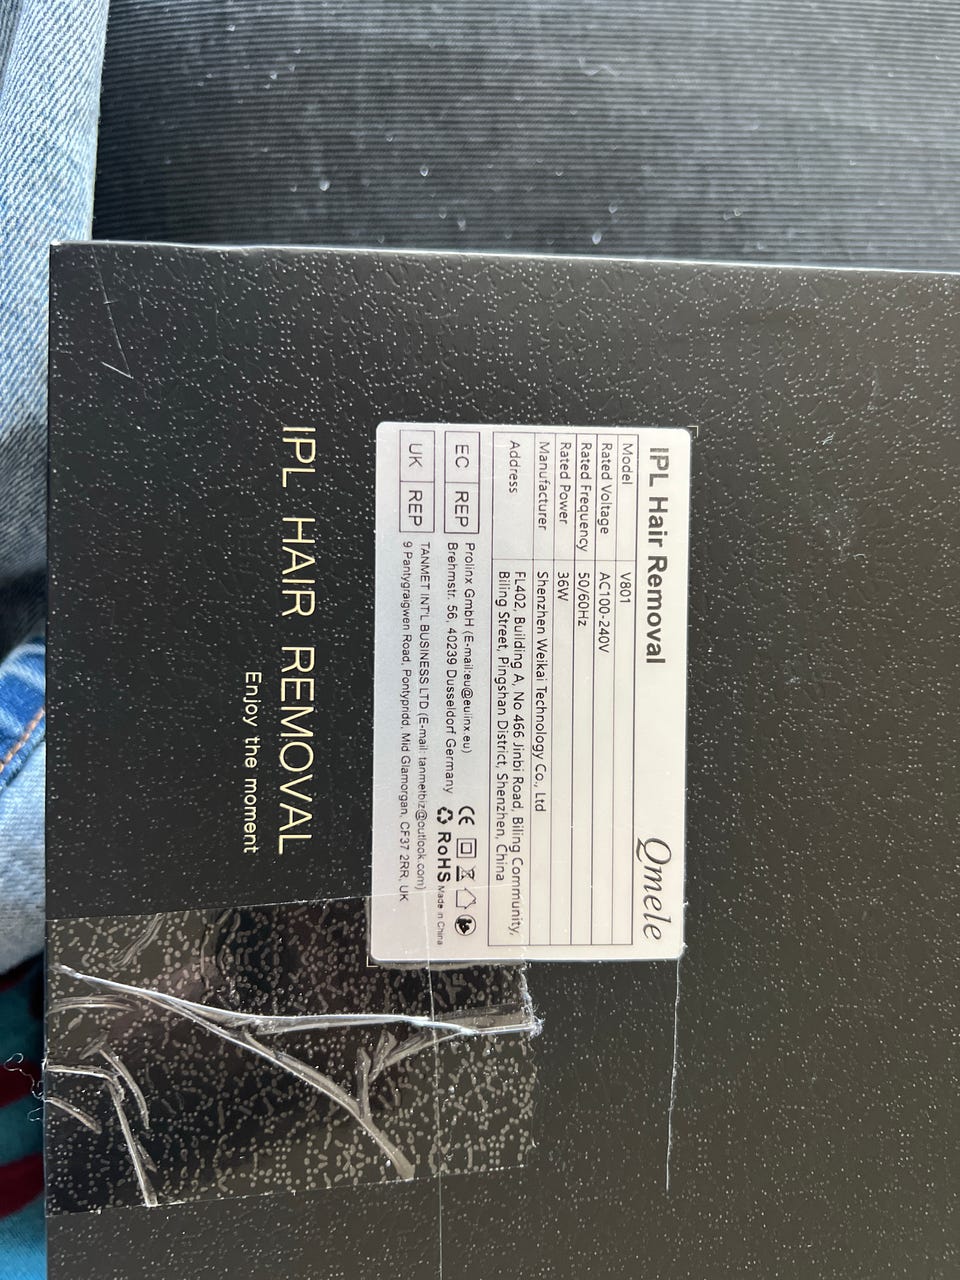 IPL Hair Removal
Qmele
Model V801
Rated Voltage AC100-240V
Rated Frequency 50/60Hz
Rated Power 36W
Manufacturer Shenzhen Weikai Technology Co., Ltd
Address FL402, Building A, No 466 Jinbi Road, Biling Community,
Biling Street, Pingshan District, Shenzhen, China
EC REP
Prolinx GmbH (E-mail:eu@eulinx.eu)
Brehmstr. 56, 40239 Dusseldorf Germany
UK REP
TANMET INT'L BUSINESS LTD (E-mail: tanmetbiz@outlook.com)
9 Pantygraigwen Road, Pontypridd, Mid Glamorgan, CF37 2RR, UK
CE
RoHS Made in China
IPL HAIR REMOVAL
Enjoy the moment